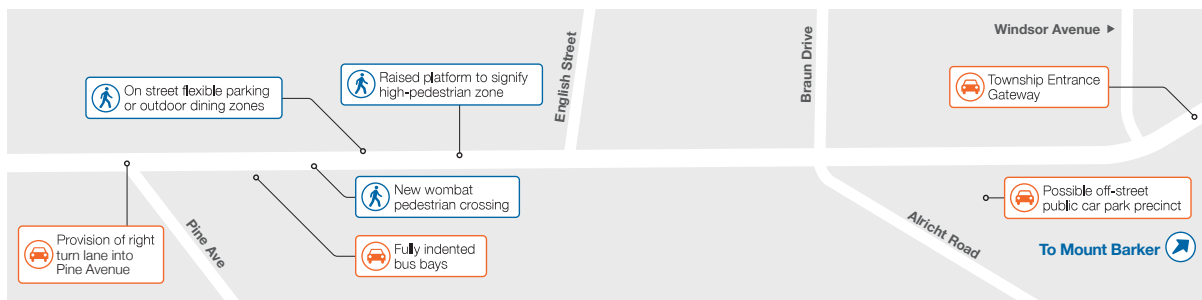 Windsor Avenue
English Street
Braun Drive
On street flexible parking
or outdoor dining zones
Raised platform to signify
high-pedestrian zone
Township Entrance
Gateway
New wombat
pedestrian crossing
Possible off-street
public car park precinct
Pine Ave
Alricht Road
Provision of right
turn lane into
Pine Avenue
Fully indented
bus bays
To Mount Barker